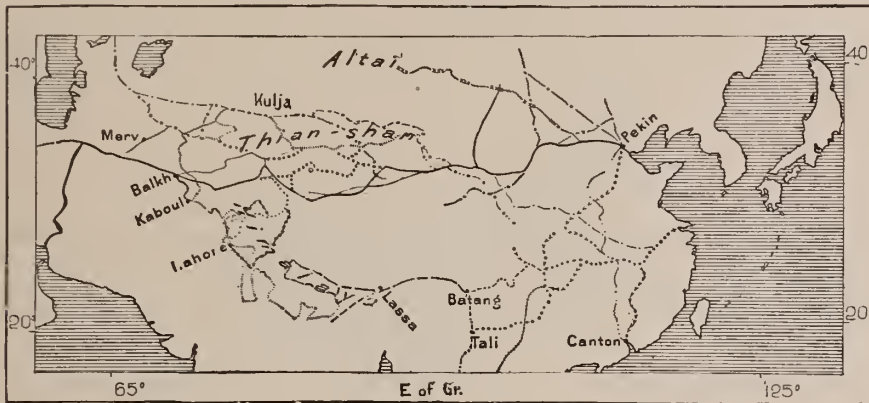 40°
Altaï
40
Kulja
Merv.
Thian-shan
Pekin
Balkh
Kaboul
Lahore
Lassa
Batang
20°
20
Tali
Canton
65°
E of Gr.
125°